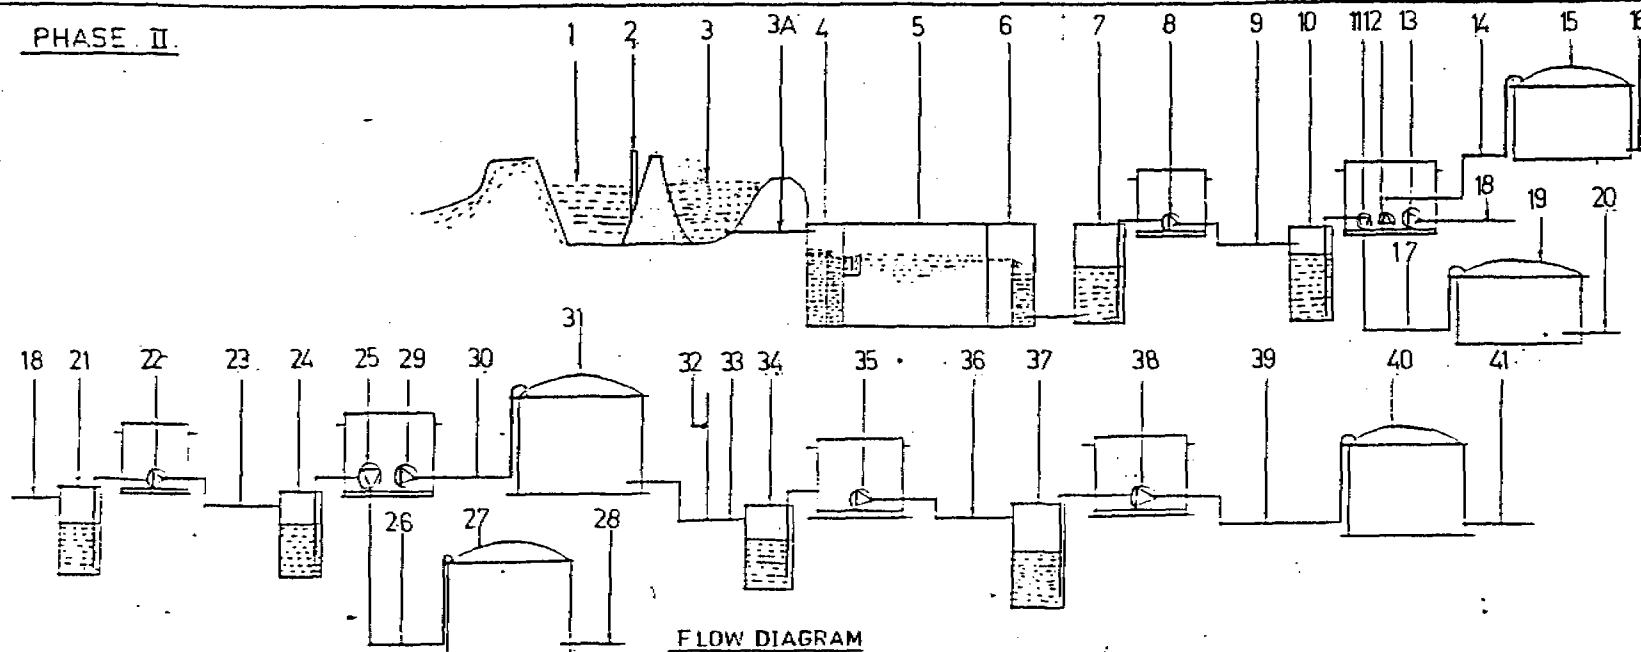 PHASE. II.
1 2 3 3A 4 5 6 7 8 9 10 11 12 13 14 15 16
18 19 20
17
31
18 21 22 23 24 25 29 30 32 33 34 35 36 37 38 39 40 41
26 27 28
FLOW DIAGRAM